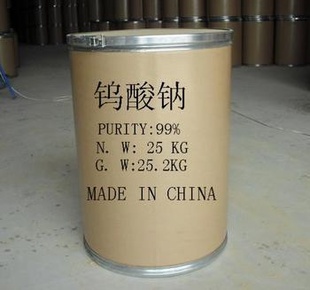 钨酸钠
PURITY:99%
N. W: 25 KG
G. W:25.2KG
MADE IN CHINA